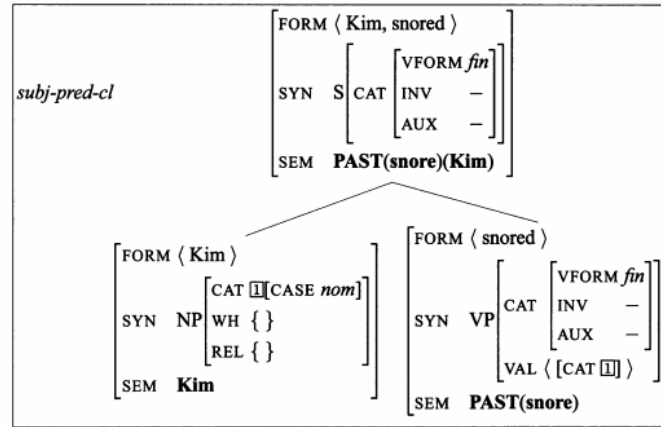 FORM ⟨ Kim, snored ⟩
VFORM fin
subj-pred-cl SYN S CAT INV −
AUX −
SEM PAST(snore)(Kim)
FORM ⟨ Kim ⟩
CAT 1[CASE nom]
SYN NP WH { }
REL { }
SEM Kim
FORM ⟨ snored ⟩
VFORM fin
CAT INV −
SYN VP AUX −
VAL ⟨ [CAT 1] ⟩
SEM PAST(snore)